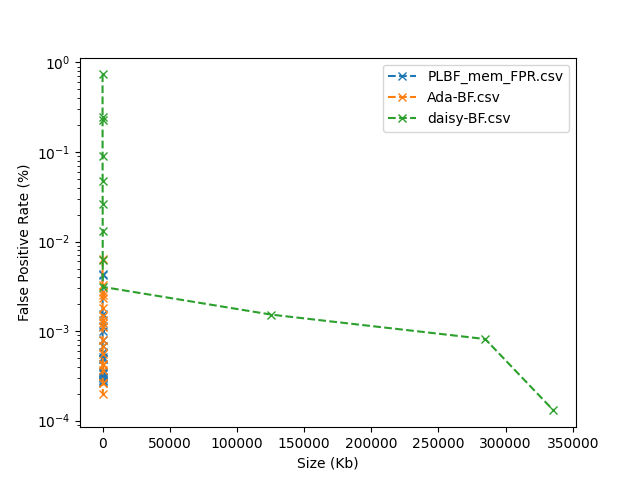 PLBF_mem_FPR.csv
Ada-BF.csv
daisy-BF.csv
False Positive Rate (%)
10⁰
10⁻¹
10⁻²
10⁻³
10⁻⁴
0 50000 100000 150000 200000 250000 300000 350000
Size (Kb)